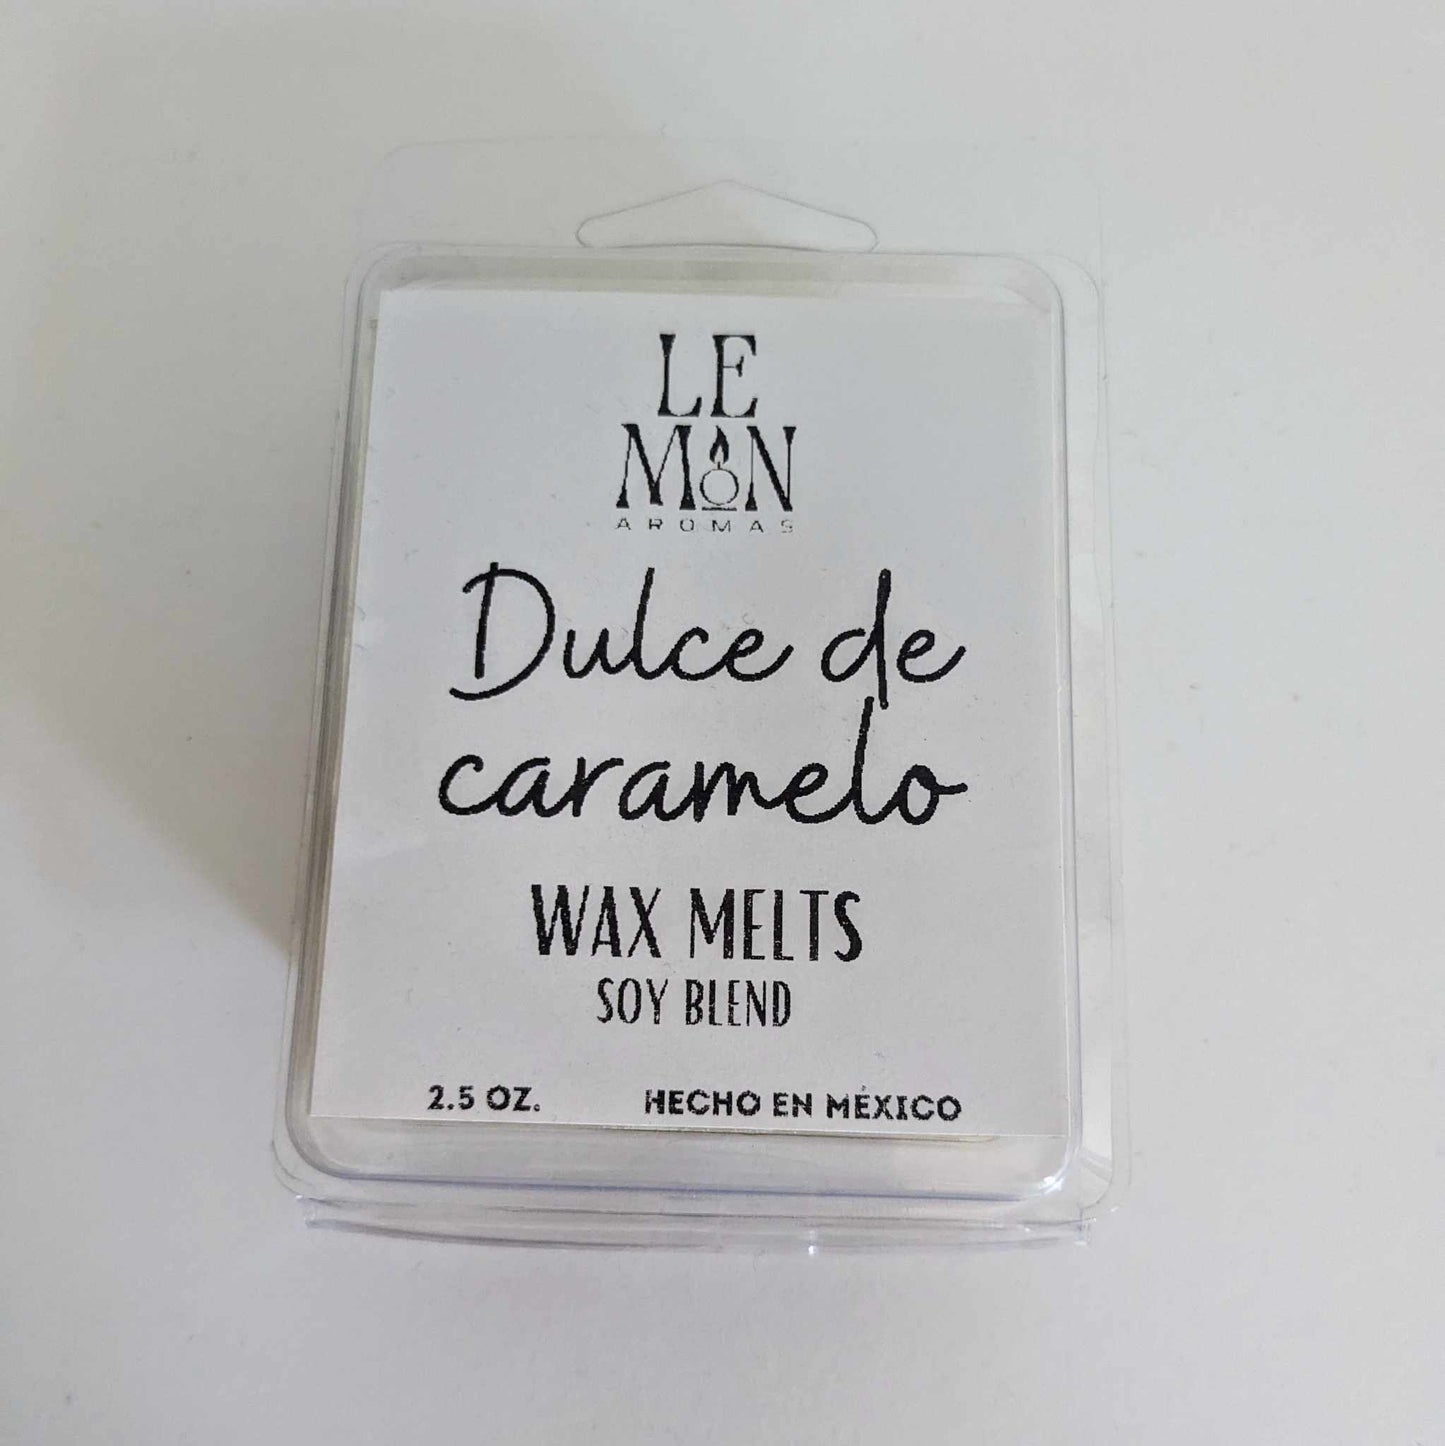 LE
MON
AROMAS
Dulce de
caramelo
WAX MELTS
SOY BLEND
2.5 OZ. HECHO EN MÉXICO